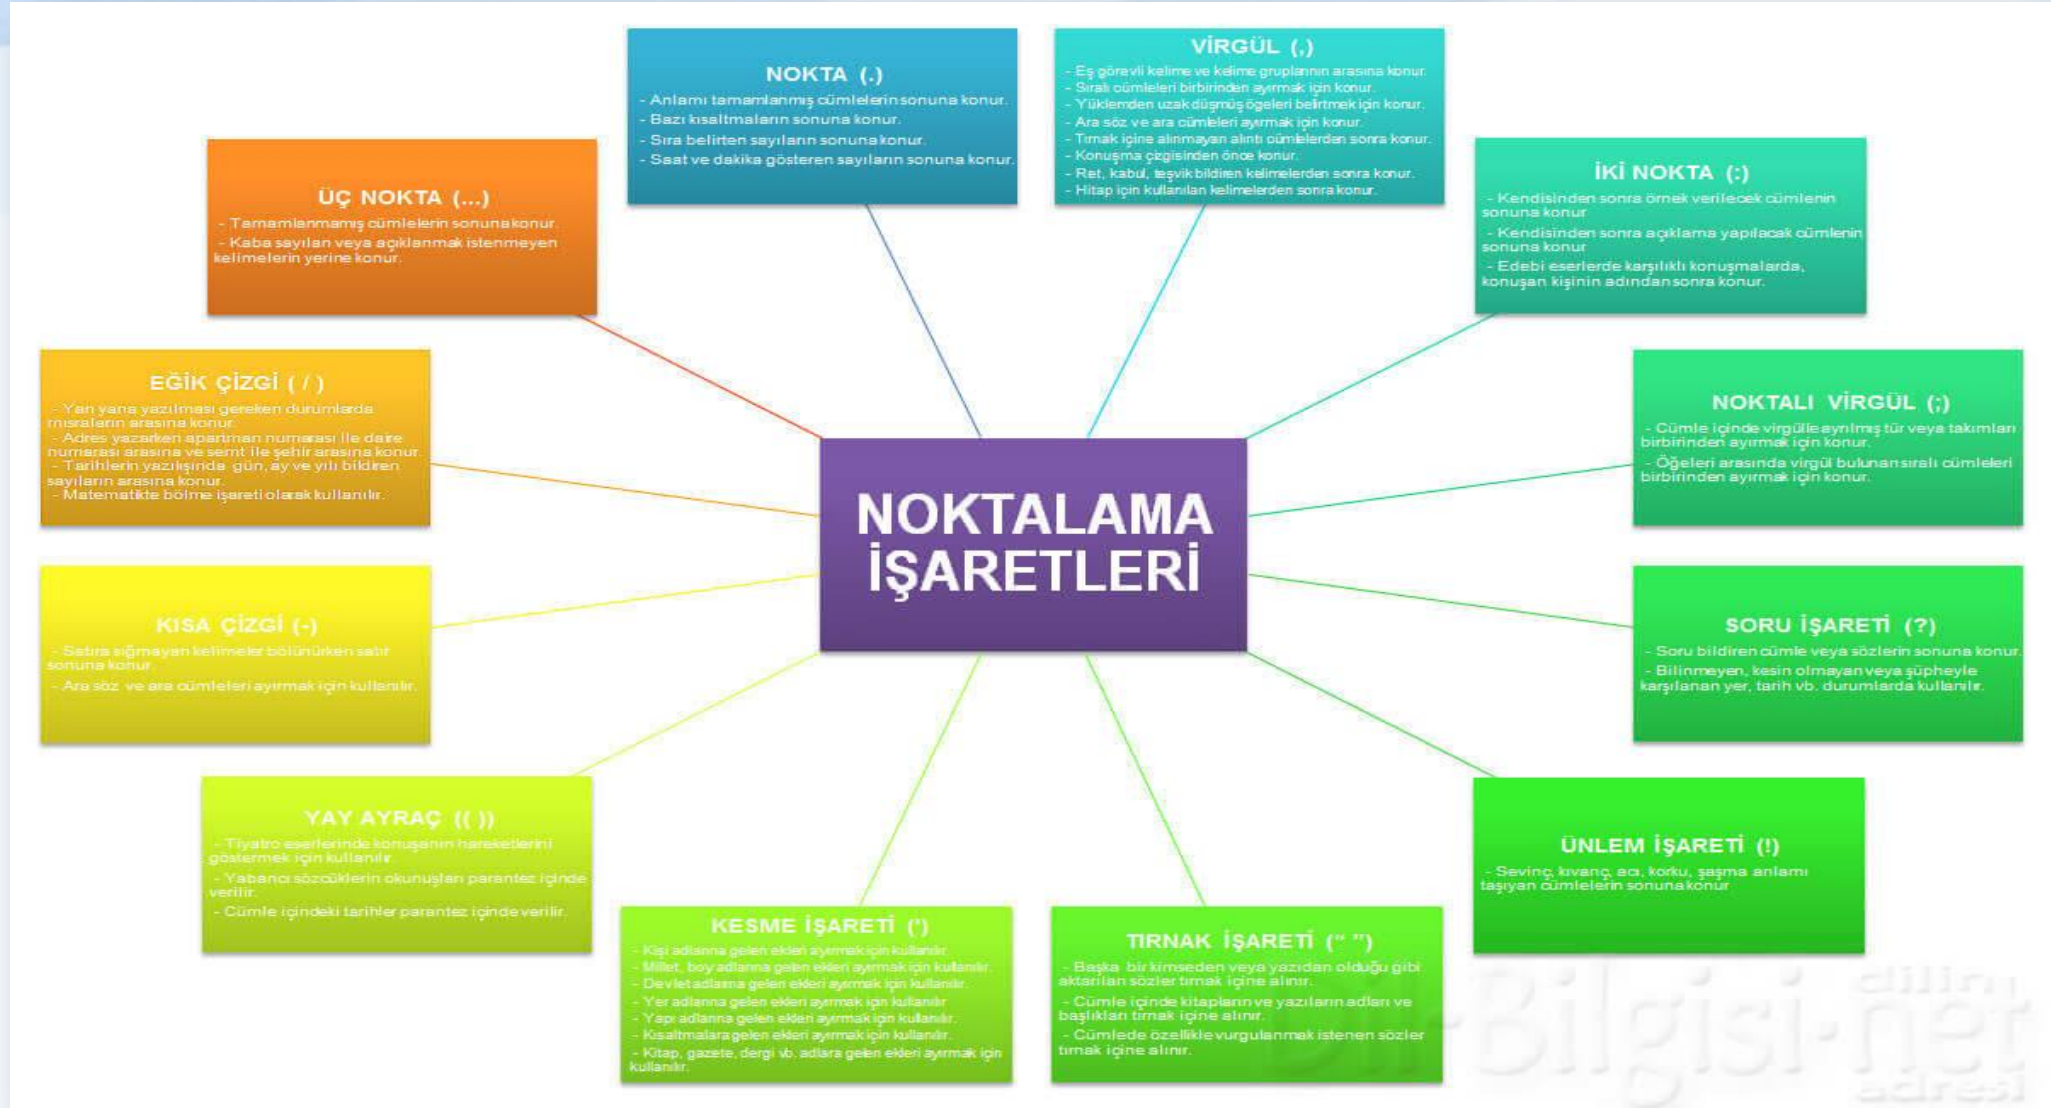 NOKTA (.)
- Anlamı tamamlanmış cümlelerin sonuna konur.
- Bazı kısaltmaların sonuna konur.
- Sıra belirten sayıların sonuna konur.
- Saat ve dakika gösteren sayıların sonuna konur.
VİRGÜL (,)
- Eş görevli kelime ve kelime gruplarının arasına konur.
- Sıralı cümleleri birbirinden ayırmak için konur.
- Yüklemden uzak düşmüş ögeleri belirtmek için konur.
- Ara söz ve ara cümleleri ayırmak için konur.
- Tırnak içine alınmayan alıntı cümlelerden sonra konur.
- Konuşma çizgisinden önce konur.
- Ret, kabul, teşvik bildiren kelimelerden sonra konur.
- Hitap için kullanılan kelimelerden sonra konur.
ÜÇ NOKTA (...)
- Tamamlanmamış cümlelerin sonuna konur.
- Kaba sayılan veya açıklanmak istenmeyen
kelimelerin yerine konur.
İKİ NOKTA (:)
- Kendisinden sonra örnek verilecek cümlenin
sonuna konur
- Kendisinden sonra açıklama yapılacak cümlenin
sonuna konur
- Edebi eserlerde karşılıklı konuşmalarda,
konuşan kişinin adından sonra konur.
EĞİK ÇİZGİ ( / )
- Yan yana yazılması gereken durumlarda
mısraların arasına konur.
- Adres yazarken apartman numarası ile daire
numarası arasına ve semt ile şehir arasına konur.
- Tarihlerin yazılışında gün, ay ve yılı bildiren
sayıların arasına konur.
- Matematikte bölme işareti olarak kullanılır.
NOKTALI VİRGÜL (;)
- Cümle içinde virgülle ayrılmış tür veya takımları
birbirinden ayırmak için konur.
- Öğeleri arasında virgül bulunan sıralı cümleleri
birbirinden ayırmak için konur.
NOKTALAMA
İŞARETLERİ
KISA ÇİZGİ (-)
- Satıra sığmayan kelimeler bölünürken satır
sonuna konur.
- Ara söz ve ara cümleleri ayırmak için kullanılır.
SORU İŞARETİ (?)
- Soru bildiren cümle veya sözlerin sonuna konur.
- Bilinmeyen, kesin olmayan veya şüpheyle
karşılanan yer, tarih vb. durumlarda kullanılır.
YAY AYRAÇ (( ))
- Tiyatro eserlerinde konuşanın hareketlerini
göstermek için kullanılır.
- Yabancı sözcüklerin okunuşları parantez içinde
verilir.
- Cümle içindeki tarihler parantez içinde verilir.
ÜNLEM İŞARETİ (!)
- Sevinç, kıvanç, acı, korku, şaşma anlamı
taşıyan cümlelerin sonuna konur
KESME İŞARETİ (')
- Kişi adlarına gelen ekleri ayırmak için kullanılır.
- Millet, boy adlarına gelen ekleri ayırmak için kullanılır.
- Devlet adlarına gelen ekleri ayırmak için kullanılır.
- Yer adlarına gelen ekleri ayırmak için kullanılır
- Yapı adlarına gelen ekleri ayırmak için kullanılır.
- Kısaltmalara gelen ekleri ayırmak için kullanılır.
- Kitap, gazete, dergi vb. adlara gelen ekleri ayırmak için
kullanılır.
TIRNAK İŞARETİ (“ ”)
- Başka bir kimseden veya yazıdan olduğu gibi
aktarılan sözler tırnak içine alınır.
- Cümle içinde kitapların ve yazıların adları ve
başlıkları tırnak içine alınır.
- Cümlede özellikle vurgulanmak istenen sözler
tırnak içine alınır.
dilin
Dil-Bilgisi-net
adresi